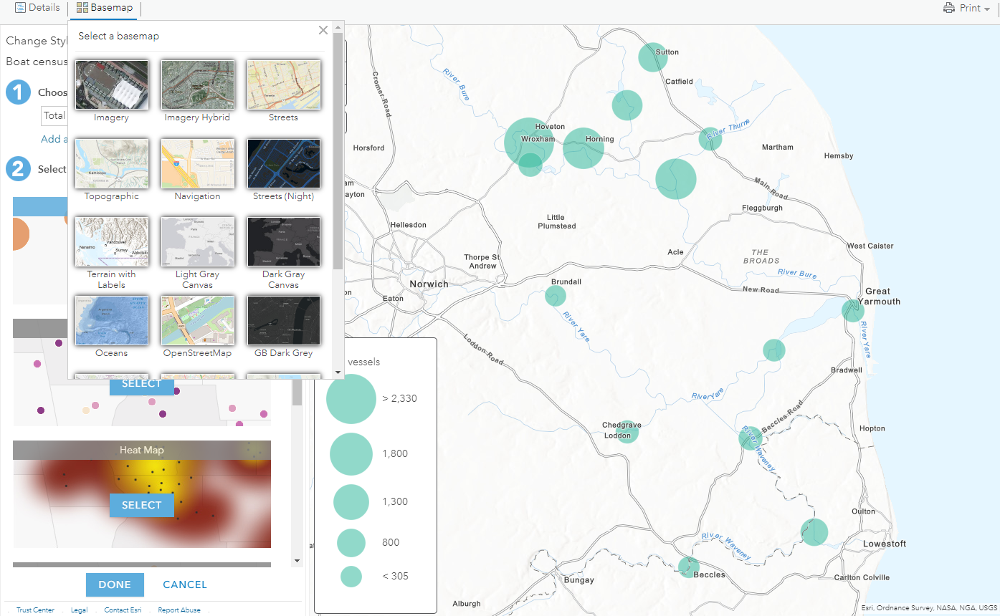 Details
Basemap
Print
Change Styl
Boat census
1
Choos
Total
Add a
2
Select
Select a basemap
Imagery
Imagery Hybrid
Streets
Topographic
Navigation
Streets (Night)
Terrain with
Labels
Light Gray
Canvas
Dark Gray
Canvas
Oceans
OpenStreetMap
GB Dark Grey
SELECT
Heat Map
SELECT
DONE
CANCEL
Trust Center
Legal
Contact Esri
Report Abuse
vessels
> 2,330
1,800
1,300
800
< 305
Sutton
Catfield
River Bure
Cromer Road
Hoveton
Wroxham
Horning
River Thurne
Horsford
Martham
Hemsby
am
ayton
Main Road
Fleggburgh
Little
Plumstead
Hellesdon
West Caister
Acle
THE
BROADS
Thorpe St
Andrew
River Bure
Norwich
Brundall
New Road
Great
Yarmouth
on
Eaton
River Yare
River Yare
Loddon Road
Bradwell
River Yare
Beccles Road
Chedgrave
Loddon
River Waveney
Hopton
Oulton
River Waveney
Lowestoft
Beccles
Carlton Colville
Bungay
Alburgh
Esri, Ordnance Survey, NASA, NGA, USGS